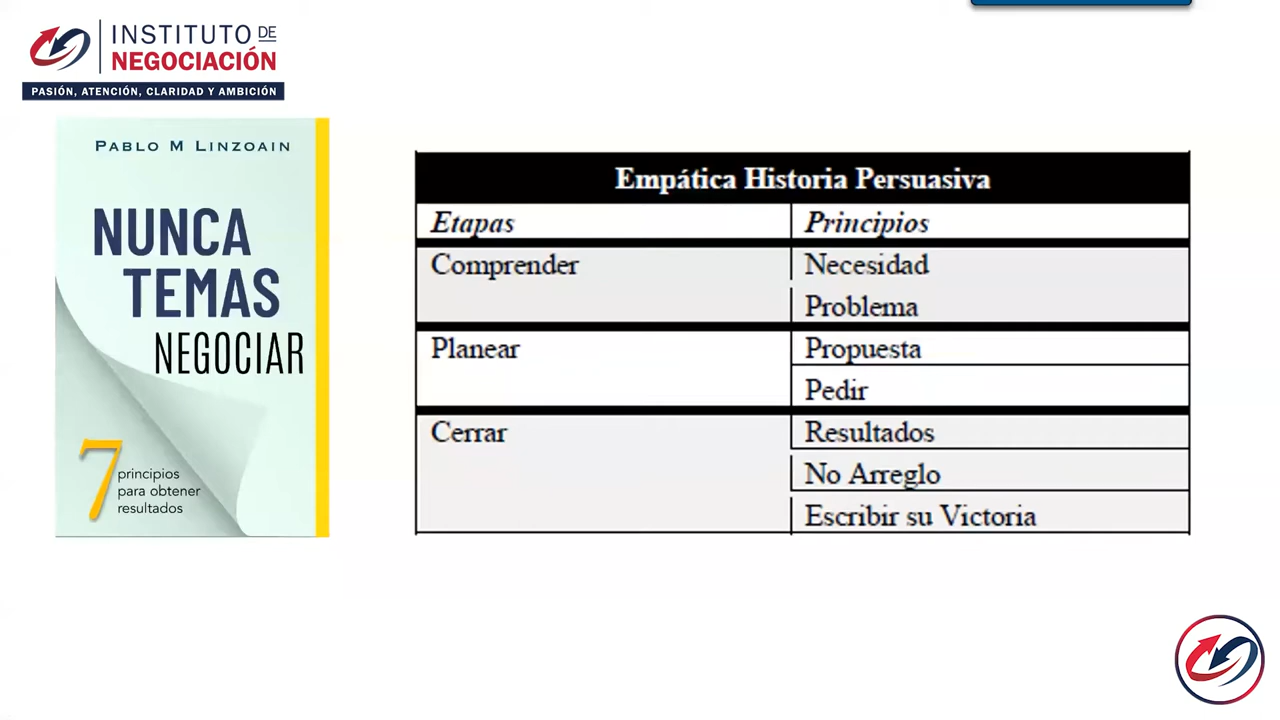 INSTITUTO DE
NEGOCIACIÓN
PASIÓN, ATENCIÓN, CLARIDAD Y AMBICIÓN
PABLO M LINZOAIN
NUNCA
TEMAS
NEGOCIAR
7 principios
para obtener
resultados
Empática Historia Persuasiva
Etapas Principios
Comprender Necesidad
Problema
Planear Propuesta
Pedir
Cerrar Resultados
No Arreglo
Escribir su Victoria